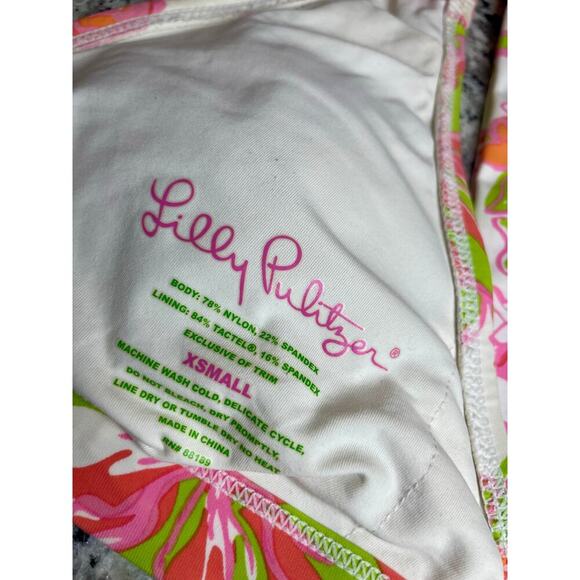 Lilly Pulitzer®
BODY: 78% NYLON, 22% SPANDEX
LINING: 84% TACTEL®, 16% SPANDEX
EXCLUSIVE OF TRIM
XSMALL
MACHINE WASH COLD, DELICATE CYCLE,
DO NOT BLEACH, DRY PROMPTLY,
LINE DRY OR TUMBLE DRY NO HEAT
MADE IN CHINA
RN# 88189